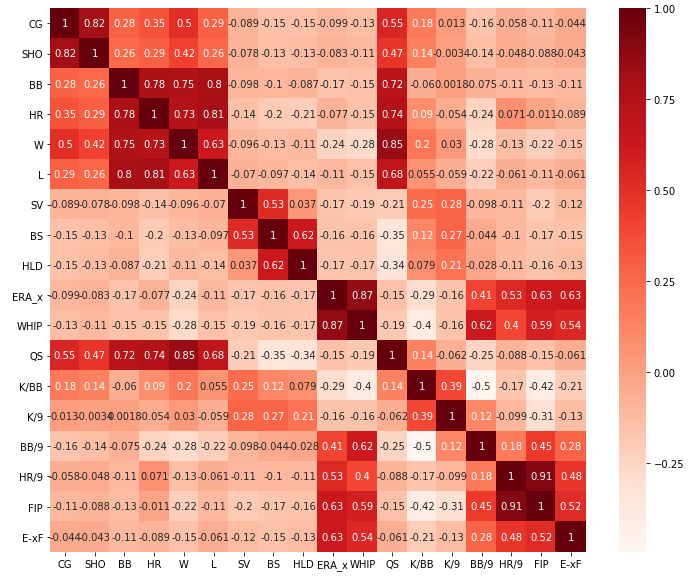 CG 1 0.82 0.28 0.35 0.5 0.29 -0.089 -0.15 -0.15 -0.099 -0.13 0.55 0.18 0.013 -0.16 -0.058 -0.11 -0.044
SHO 0.82 1 0.26 0.29 0.42 0.26 -0.078 -0.13 -0.13 -0.083 -0.11 0.47 0.14 -0.0034 -0.14 -0.048 -0.088 -0.043
BB 0.28 0.26 1 0.78 0.75 0.8 -0.098 -0.1 -0.087 -0.17 -0.15 0.72 -0.06 0.0018 -0.075 -0.11 -0.13 -0.11
HR 0.35 0.29 0.78 1 0.73 0.81 -0.14 -0.2 -0.21 -0.077 -0.15 0.74 0.09 -0.054 -0.24 0.071 -0.011 -0.089
W 0.5 0.42 0.75 0.73 1 0.63 -0.096 -0.13 -0.11 -0.24 -0.28 0.85 0.2 0.03 -0.28 -0.13 -0.22 -0.15
L 0.29 0.26 0.8 0.81 0.63 1 -0.07 -0.097 -0.14 -0.11 -0.15 0.68 0.055 -0.059 -0.22 -0.061 -0.11 -0.061
SV -0.089 -0.078 -0.098 -0.14 -0.096 -0.07 1 0.53 0.037 -0.17 -0.19 -0.21 0.25 0.28 -0.098 -0.11 -0.2 -0.12
BS -0.15 -0.13 -0.1 -0.2 -0.13 -0.097 0.53 1 0.62 -0.16 -0.16 -0.35 0.12 0.27 -0.044 -0.1 -0.17 -0.15
HLD -0.15 -0.13 -0.087 -0.21 -0.11 -0.14 0.037 0.62 1 -0.17 -0.17 -0.34 0.079 0.21 -0.028 -0.11 -0.16 -0.13
ERA_x -0.099 -0.083 -0.17 -0.077 -0.24 -0.11 -0.17 -0.16 -0.17 1 0.87 -0.15 -0.29 -0.16 0.41 0.53 0.63 0.63
WHIP -0.13 -0.11 -0.15 -0.15 -0.28 -0.15 -0.19 -0.16 -0.17 0.87 1 -0.19 -0.4 -0.16 0.62 0.4 0.59 0.54
QS 0.55 0.47 0.72 0.74 0.85 0.68 -0.21 -0.35 -0.34 -0.15 -0.19 1 0.14 -0.062 -0.25 -0.088 -0.15 -0.061
K/BB 0.18 0.14 -0.06 0.09 0.2 0.055 0.25 0.12 0.079 -0.29 -0.4 0.14 1 0.39 -0.5 -0.17 -0.42 -0.21
K/9 -0.013 -0.0034 0.0018 -0.054 0.03 -0.059 0.28 0.27 0.21 -0.16 -0.16 -0.062 0.39 1 0.12 -0.099 -0.31 -0.13
BB/9 -0.16 -0.14 -0.075 -0.24 -0.28 -0.22 -0.098 -0.044 -0.028 0.41 0.62 -0.25 -0.5 0.12 1 0.18 0.45 0.28
HR/9 -0.058 -0.048 -0.11 0.071 -0.13 -0.061 -0.11 -0.1 -0.11 0.53 0.4 -0.088 -0.17 -0.099 0.18 1 0.91 0.48
FIP -0.11 -0.088 -0.13 -0.011 -0.22 -0.11 -0.2 -0.17 -0.16 0.63 0.59 -0.15 -0.42 -0.31 0.45 0.91 1 0.52
E-xF -0.044 -0.043 -0.11 -0.089 -0.15 -0.061 -0.12 -0.15 -0.13 0.63 0.54 -0.061 -0.21 -0.13 0.28 0.48 0.52 1
CG SHO BB HR W L SV BS HLD ERA_x WHIP QS K/BB K/9 BB/9 HR/9 FIP E-xF
1.00
0.75
0.50
0.25
0.00
−0.25